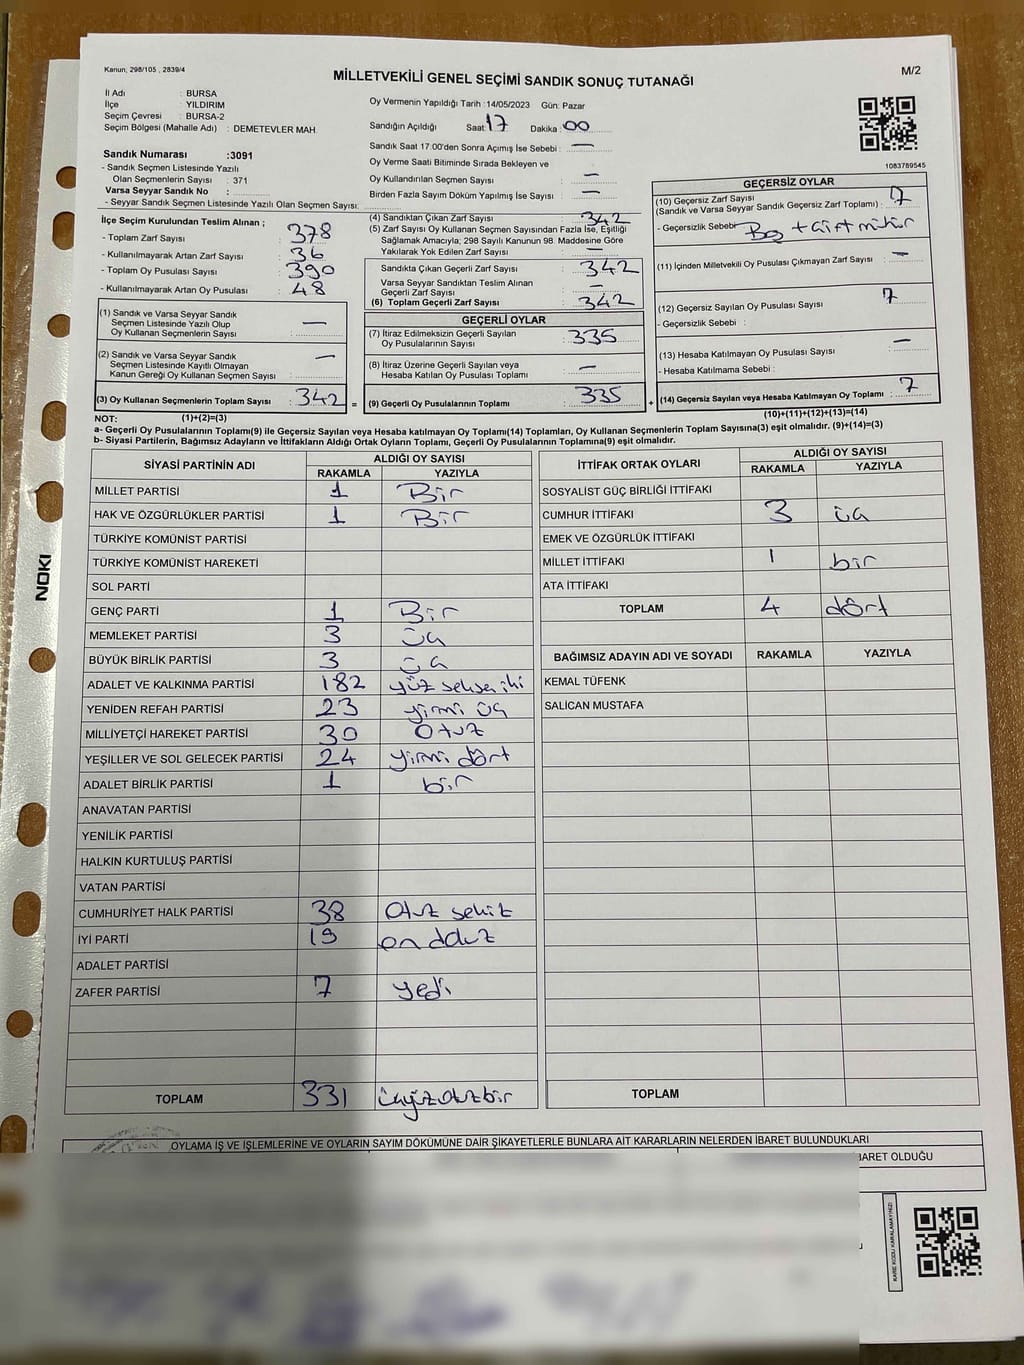 Kanun, 298/105 , 2839/4
MİLLETVEKİLİ GENEL SEÇİMİ SANDIK SONUÇ TUTANAĞI
M/2
İl Adı : BURSA
İlçe : YILDIRIM
Seçim Çevresi : BURSA-2
Seçim Bölgesi (Mahalle Adı) : DEMETEVLER MAH.
Oy Vermenin Yapıldığı Tarih :14/05/2023 Gün: Pazar
Sandığın Açıldığı Saat: 17 Dakika : 00
Sandık Saat 17:00'den Sonra Açımış İse Sebebi : —
Oy Verme Saati Bitiminde Sırada Bekleyen ve
Oy Kullandırılan Seçmen Sayısı : —
Birden Fazla Sayım Döküm Yapılmış İse Sayısı : —
1083789545
Sandık Numarası :3091
- Sandık Seçmen Listesinde Yazılı
Olan Seçmenlerin Sayısı : 371
Varsa Seyyar Sandık No :
- Seyyar Sandık Seçmen Listesinde Yazılı Olan Seçmen Sayısı:
İlçe Seçim Kurulundan Teslim Alınan ;
- Toplam Zarf Sayısı : 378
- Kullanılmayarak Artan Zarf Sayısı : 36
- Toplam Oy Pusulası Sayısı : 390
- Kullanılmayarak Artan Oy Pusulası : 48
(1) Sandık ve Varsa Seyyar Sandık
Seçmen Listesinde Yazılı Olup
Oy Kullanan Seçmenlerin Sayısı : —
(2) Sandık ve Varsa Seyyar Sandık
Seçmen Listesinde Kayıtlı Olmayan
Kanun Gereği Oy Kullanan Seçmen Sayısı : —
(3) Oy Kullanan Seçmenlerin Toplam Sayısı : 342 =
(4) Sandıktan Çıkan Zarf Sayısı : 342
(5) Zarf Sayısı Oy Kullanan Seçmen Sayısından Fazla İse, Eşitliği
Sağlamak Amacıyla; 298 Sayılı Kanunun 98. Maddesine Göre
Yakılarak Yok Edilen Zarf Sayısı : —
Sandıkta Çıkan Geçerli Zarf Sayısı : 342
Varsa Seyyar Sandıktan Teslim Alınan
Geçerli Zarf Sayısı : —
(6) Toplam Geçerli Zarf Sayısı : 342
GEÇERLİ OYLAR
(7) İtiraz Edilmeksizin Geçerli Sayılan
Oy Pusulalarının Sayısı : 335
(8) İtiraz Üzerine Geçerli Sayılan veya
Hesaba Katılan Oy Pusulası Toplamı : —
(9) Geçerli Oy Pusulalarının Toplamı : 335 +
GEÇERSİZ OYLAR
(10) Geçersiz Zarf Sayısı
(Sandık ve Varsa Seyyar Sandık Geçersiz Zarf Toplamı) : 7
- Geçersizlik Sebebi: Boş + Çift mühür
(11) İçinden Milletvekili Oy Pusulası Çıkmayan Zarf Sayısı : —
(12) Geçersiz Sayılan Oy Pusulası Sayısı : 7
- Geçersizlik Sebebi :
(13) Hesaba Katılmayan Oy Pusulası Sayısı : —
- Hesaba Katılmama Sebebi :
(14) Geçersiz Sayılan veya Hesaba Katılmayan Oy Toplamı : 7
NOT: (1)+(2)=(3)
(10)+(11)+(12)+(13)=(14)
a- Geçerli Oy Pusulalarının Toplamı(9) ile Geçersiz Sayılan veya Hesaba katılmayan Oy Toplamı(14) Toplamları, Oy Kullanan Seçmenlerin Toplam Sayısına(3) eşit olmalıdır. (9)+(14)=(3)
b- Siyasi Partilerin, Bağımsız Adayların ve İttifakların Aldığı Ortak Oyların Toplamı, Geçerli Oy Pusulalarının Toplamına(9) eşit olmalıdır.
SİYASİ PARTİNİN ADI ALDIĞI OY SAYISI
RAKAMLA YAZIYLA
MİLLET PARTİSİ 1 Bir
HAK VE ÖZGÜRLÜKLER PARTİSİ 1 Bir
TÜRKİYE KOMÜNİST PARTİSİ
TÜRKİYE KOMÜNİST HAREKETİ
SOL PARTİ
GENÇ PARTİ 1 Bir
MEMLEKET PARTİSİ 3 üç
BÜYÜK BİRLİK PARTİSİ 3 üç
ADALET VE KALKINMA PARTİSİ 182 yüz seksen iki
YENİDEN REFAH PARTİSİ 23 yirmi üç
MİLLİYETÇİ HAREKET PARTİSİ 30 Otuz
YEŞİLLER VE SOL GELECEK PARTİSİ 24 yirmi dört
ADALET BİRLİK PARTİSİ 1 bir
ANAVATAN PARTİSİ
YENİLİK PARTİSİ
HALKIN KURTULUŞ PARTİSİ
VATAN PARTİSİ
CUMHURİYET HALK PARTİSİ 38 Otuz sekiz
İYİ PARTİ 19 on dokuz
ADALET PARTİSİ
ZAFER PARTİSİ 7 yedi
TOPLAM 331 üçyüzotuzbir
İTTİFAK ORTAK OYLARI ALDIĞI OY SAYISI
RAKAMLA YAZIYLA
SOSYALİST GÜÇ BİRLİĞİ İTTİFAKI
CUMHUR İTTİFAKI 3 üç
EMEK VE ÖZGÜRLÜK İTTİFAKI
MİLLET İTTİFAKI 1 bir
ATA İTTİFAKI
TOPLAM 4 dört
BAĞIMSIZ ADAYIN ADI VE SOYADI RAKAMLA YAZIYLA
KEMAL TÜFENK
SALİCAN MUSTAFA
TOPLAM
OYLAMA İŞ VE İŞLEMLERİNE VE OYLARIN SAYIM DÖKÜMÜNE DAİR ŞİKAYETLERLE BUNLARA AİT KARARLARIN NELERDEN İBARET BULUNDUKLARI
BARET OLDUĞU
KARE KODU KARALAMAYINIZ!
NOKI